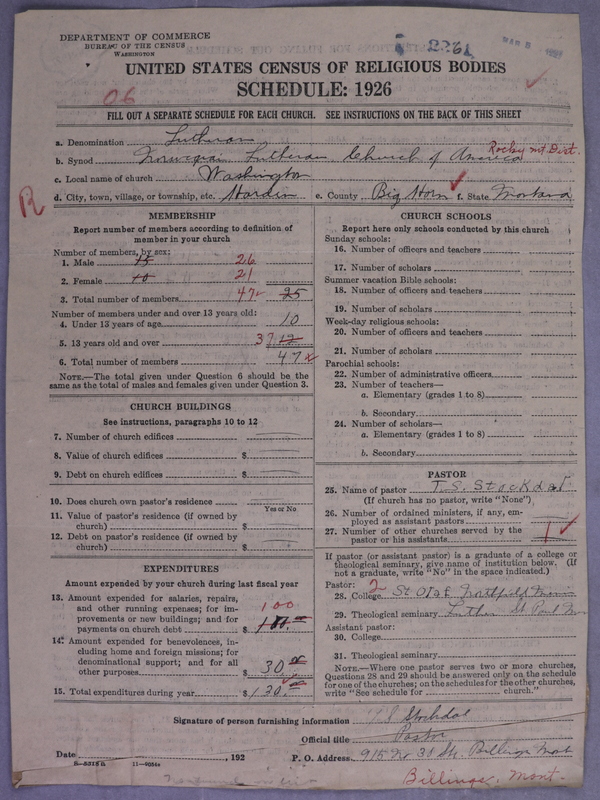 DEPARTMENT OF COMMERCE
BUREAU OF THE CENSUS
WASHINGTON
2261
UNITED STATES CENSUS OF RELIGIOUS BODIES
SCHEDULE: 1926
06
FILL OUT A SEPARATE SCHEDULE FOR EACH CHURCH. SEE INSTRUCTIONS ON THE BACK OF THIS SHEET
a. Denomination Lutheran
b. Synod Norwegian Lutheran Church of America Rocky Mt. Dist.
c. Local name of church Washington
d. City, town, village, or township, etc. Hardin e. County Big Horn f. State Montana
R
MEMBERSHIP
Report number of members according to definition of
member in your church
Number of members, by sex:
1. Male 15 26
2. Female 10 21
3. Total number of members 47 25
Number of members under and over 13 years old:
4. Under 13 years of age 10
5. 13 years old and over 37 12
6. Total number of members 47
NOTE.—The total given under Question 6 should be the
same as the total of males and females given under Question 3.
CHURCH BUILDINGS
See instructions, paragraphs 10 to 12
7. Number of church edifices
8. Value of church edifices $
9. Debt on church edifices $
10. Does church own pastor's residence
Yes or No
11. Value of pastor's residence (if owned by
church) $
12. Debt on pastor's residence (if owned by
church) $
EXPENDITURES
Amount expended by your church during last fiscal year
13. Amount expended for salaries, repairs,
and other running expenses; for im-
provements or new buildings; and for
payments on church debt 100 $
14. Amount expended for benevolences, in-
cluding home and foreign missions; for
denominational support; and for all
other purposes $ 30.00
15. Total expenditures during year $ 130.00
CHURCH SCHOOLS
Report here only schools conducted by this church
Sunday schools:
16. Number of officers and teachers
17. Number of scholars
Summer vacation Bible schools:
18. Number of officers and teachers
19. Number of scholars
Week-day religious schools:
20. Number of officers and teachers
21. Number of scholars
Parochial schools:
22. Number of administrative officers
23. Number of teachers—
a. Elementary (grades 1 to 8)
b. Secondary
24. Number of scholars—
a. Elementary (grades 1 to 8)
b. Secondary
PASTOR
25. Name of pastor T. S. Stockdal
(If church has no pastor, write "None")
26. Number of ordained ministers, if any, em-
ployed as assistant pastors
27. Number of other churches served by the
pastor or his assistants 1
If pastor (or assistant pastor) is a graduate of a college or
theological seminary, give name of institution below. (If
not a graduate, write "No" in the space indicated.)
Pastor: 2
28. College St Olaf Northfield Minn
29. Theological seminary Luther St Paul
Assistant pastor:
30. College
31. Theological seminary
NOTE.—Where one pastor serves two or more churches,
Questions 28 and 29 should be answered only on the schedule
for one of the churches; on the schedules for the other churches,
write "See schedule for church."
Signature of person furnishing information T S Stockdal
Official title Pastor
Date , 192 P. O. Address 915 No 31 St. Billings Mont
Billings, Mont.